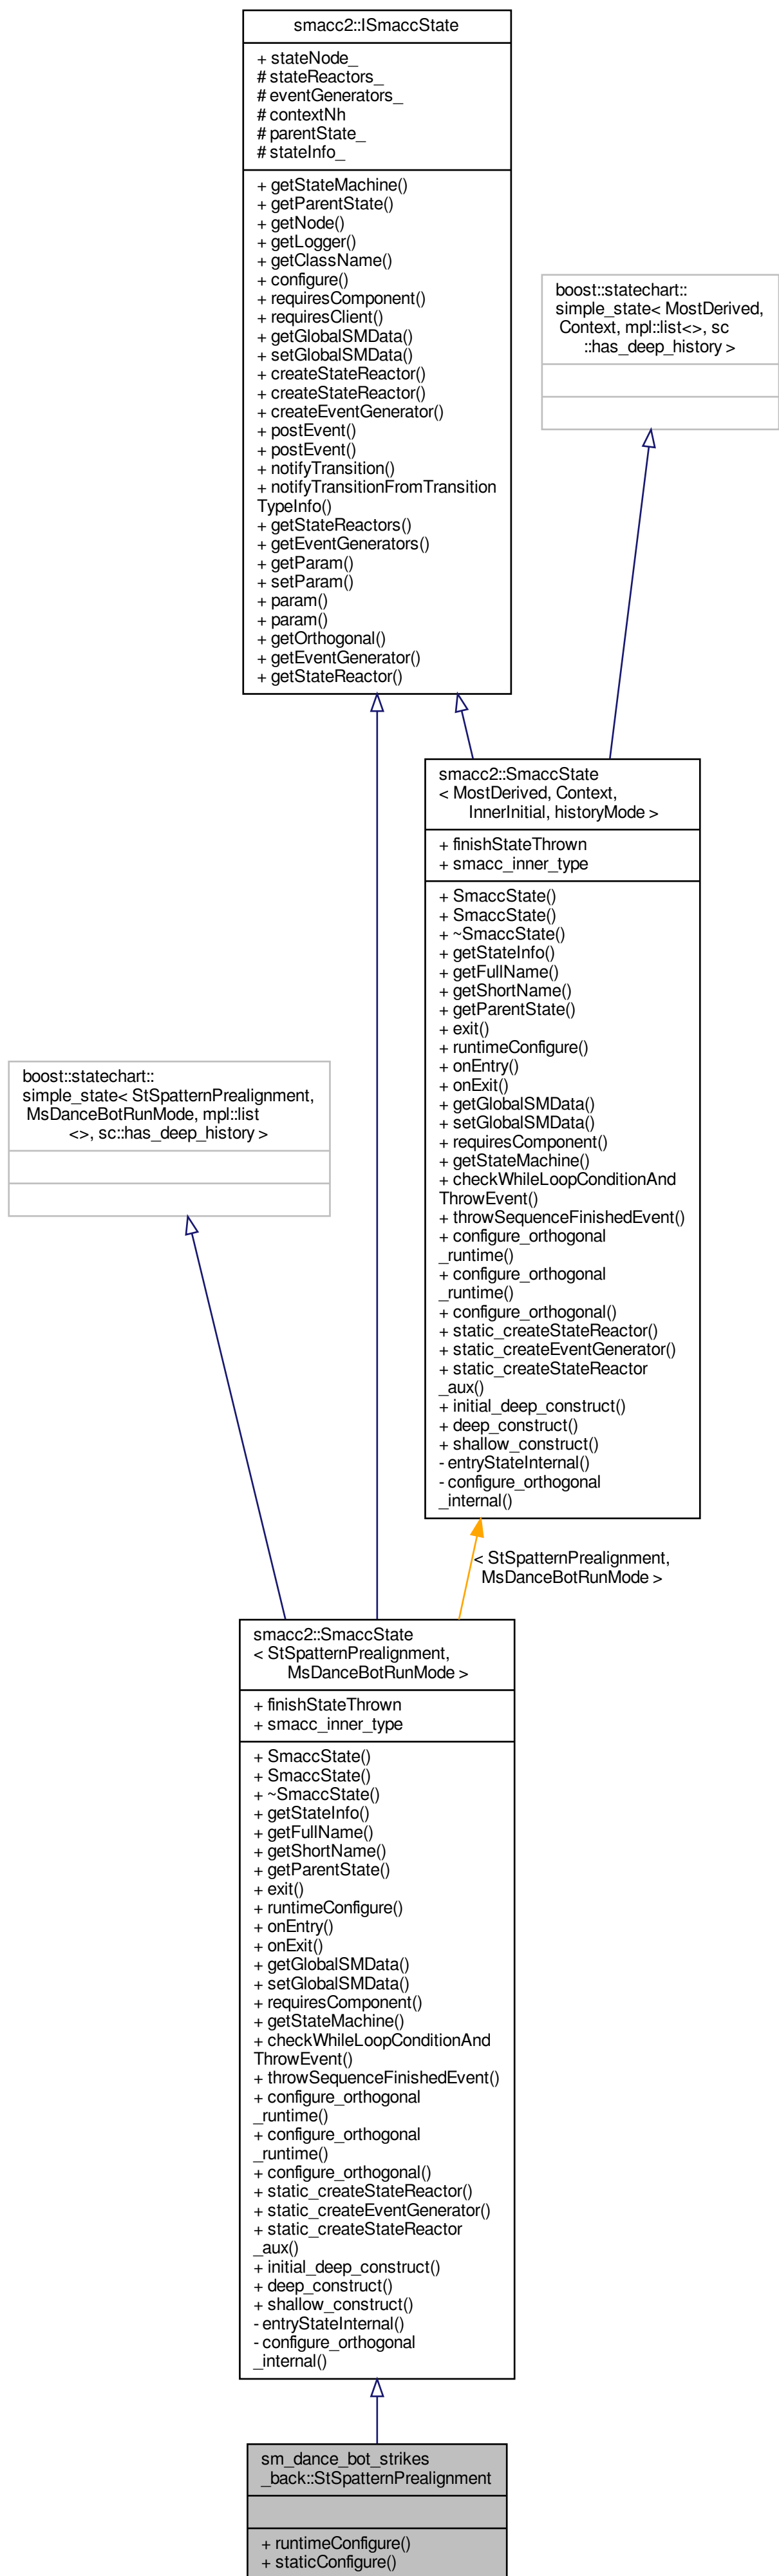 smacc2::ISmaccState
+ stateNode_
# stateReactors_
# eventGenerators_
# contextNh
# parentState_
# stateInfo_
+ getStateMachine()
+ getParentState()
+ getNode()
+ getLogger()
+ getClassName()
+ configure()
+ requiresComponent()
+ requiresClient()
+ getGlobalSMData()
+ setGlobalSMData()
+ createStateReactor()
+ createStateReactor()
+ createEventGenerator()
+ postEvent()
+ postEvent()
+ notifyTransition()
+ notifyTransitionFromTransition
TypeInfo()
+ getStateReactors()
+ getEventGenerators()
+ getParam()
+ setParam()
+ param()
+ param()
+ getOrthogonal()
+ getEventGenerator()
+ getStateReactor()
boost::statechart::
simple_state< MostDerived,
Context, mpl::list<>, sc
::has_deep_history >
smacc2::SmaccState
< MostDerived, Context,
InnerInitial, historyMode >
+ finishStateThrown
+ smacc_inner_type
+ SmaccState()
+ SmaccState()
+ ~SmaccState()
+ getStateInfo()
+ getFullName()
+ getShortName()
+ getParentState()
+ exit()
+ runtimeConfigure()
+ onEntry()
+ onExit()
+ getGlobalSMData()
+ setGlobalSMData()
+ requiresComponent()
+ getStateMachine()
+ checkWhileLoopConditionAnd
ThrowEvent()
+ throwSequenceFinishedEvent()
+ configure_orthogonal
_runtime()
+ configure_orthogonal
_runtime()
+ configure_orthogonal()
+ static_createStateReactor()
+ static_createEventGenerator()
+ static_createStateReactor
_aux()
+ initial_deep_construct()
+ deep_construct()
+ shallow_construct()
- entryStateInternal()
- configure_orthogonal
_internal()
boost::statechart::
simple_state< StSpatternPrealignment,
MsDanceBotRunMode, mpl::list
<>, sc::has_deep_history >
< StSpatternPrealignment,
MsDanceBotRunMode >
smacc2::SmaccState
< StSpatternPrealignment,
MsDanceBotRunMode >
+ finishStateThrown
+ smacc_inner_type
+ SmaccState()
+ SmaccState()
+ ~SmaccState()
+ getStateInfo()
+ getFullName()
+ getShortName()
+ getParentState()
+ exit()
+ runtimeConfigure()
+ onEntry()
+ onExit()
+ getGlobalSMData()
+ setGlobalSMData()
+ requiresComponent()
+ getStateMachine()
+ checkWhileLoopConditionAnd
ThrowEvent()
+ throwSequenceFinishedEvent()
+ configure_orthogonal
_runtime()
+ configure_orthogonal
_runtime()
+ configure_orthogonal()
+ static_createStateReactor()
+ static_createEventGenerator()
+ static_createStateReactor
_aux()
+ initial_deep_construct()
+ deep_construct()
+ shallow_construct()
- entryStateInternal()
- configure_orthogonal
_internal()
sm_dance_bot_strikes
_back::StSpatternPrealignment
+ runtimeConfigure()
+ staticConfigure()